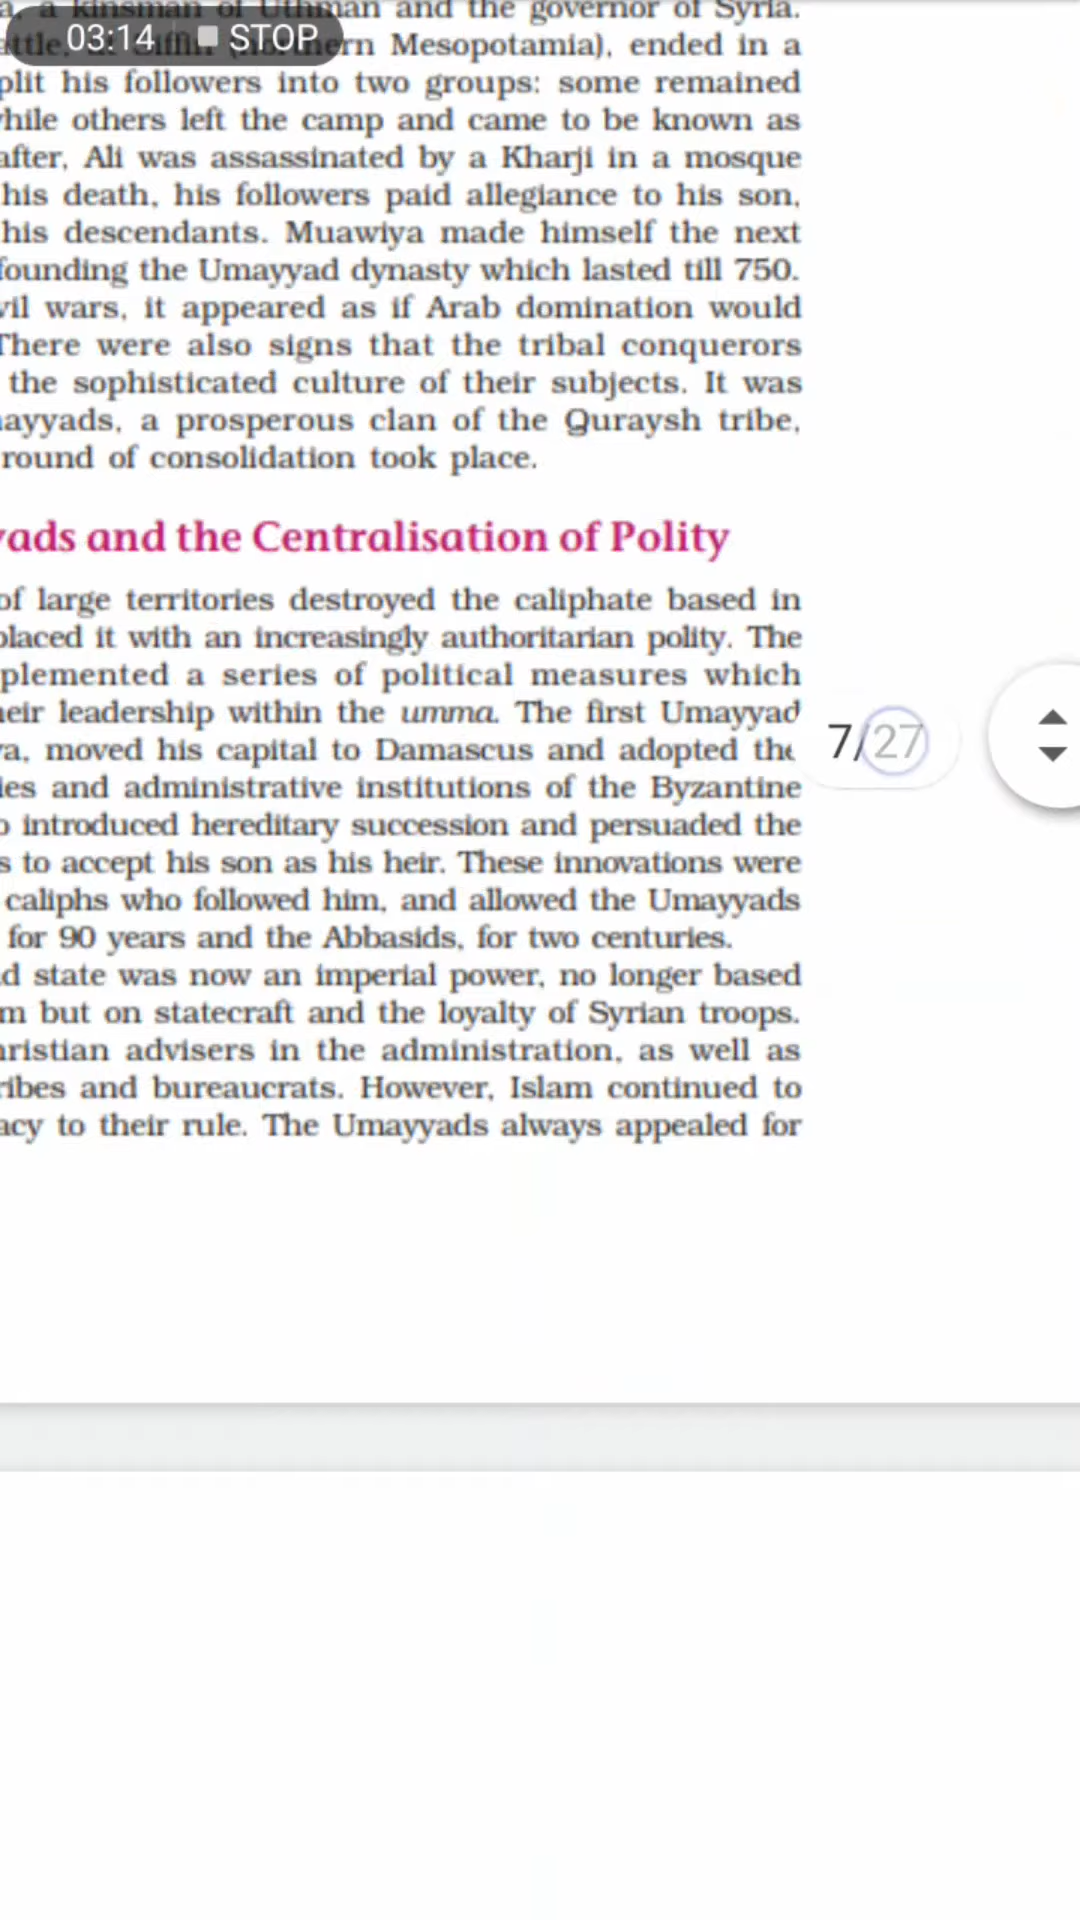 a, a kinsman of Uthman and the governor of Syria.
03:14 STOP
ern Mesopotamia), ended in a
plit his followers into two groups: some remained
hile others left the camp and came to be known as
after, Ali was assassinated by a Kharji in a mosque
his death, his followers paid allegiance to his son,
his descendants. Muawiya made himself the next
founding the Umayyad dynasty which lasted till 750.
vil wars, it appeared as if Arab domination would
There were also signs that the tribal conquerors
the sophisticated culture of their subjects. It was
ayyads, a prosperous clan of the Quraysh tribe,
round of consolidation took place.
yads and the Centralisation of Polity
of large territories destroyed the caliphate based in
placed it with an increasingly authoritarian polity. The
plemented a series of political measures which
heir leadership within the umma. The first Umayyad
a, moved his capital to Damascus and adopted the
7/27
les and administrative institutions of the Byzantine
o introduced hereditary succession and persuaded the
s to accept his son as his heir. These innovations were
caliphs who followed him, and allowed the Umayyads
for 90 years and the Abbasids, for two centuries.
d state was now an imperial power, no longer based
m but on statecraft and the loyalty of Syrian troops.
hristian advisers in the administration, as well as
ribes and bureaucrats. However, Islam continued to
acy to their rule. The Umayyads always appealed for